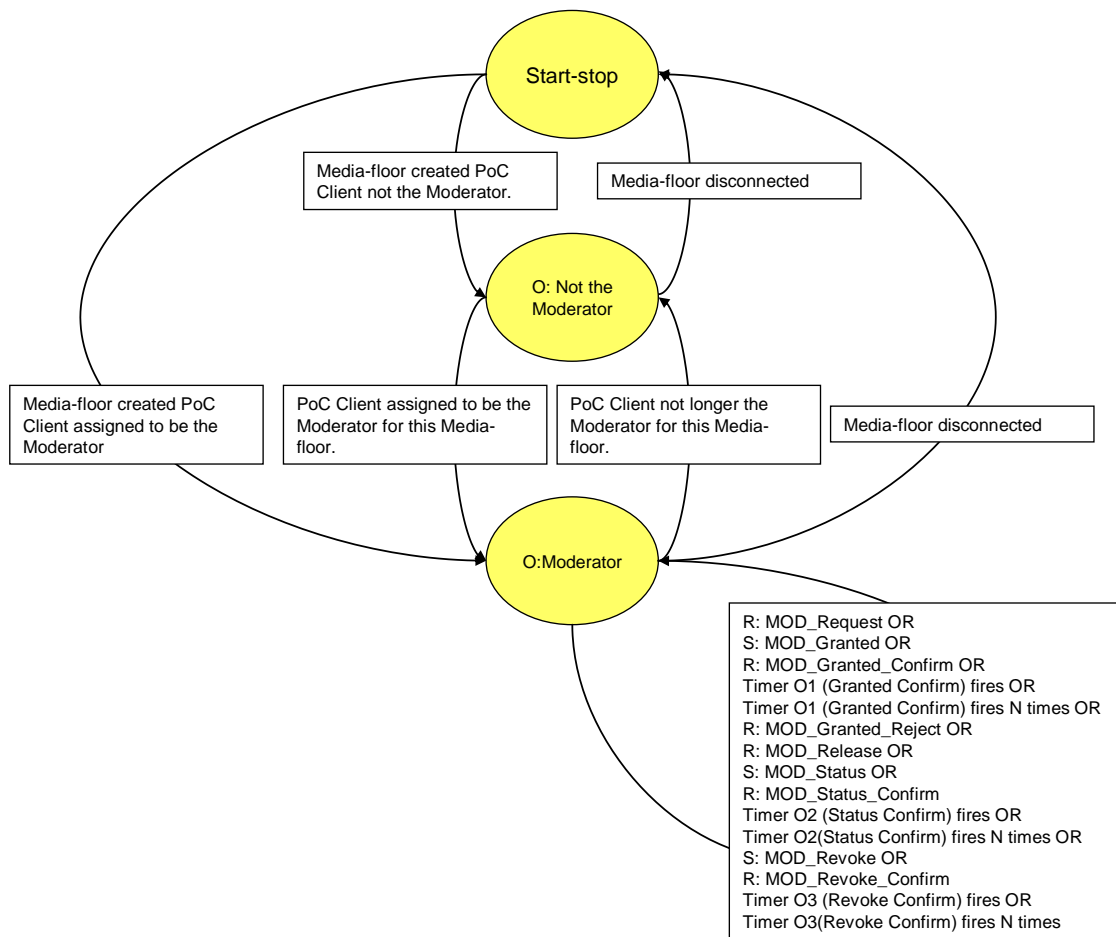 Start-stop
Media-floor created PoC
Client not the Moderator.
Media-floor disconnected
O: Not the
Moderator
Media-floor created PoC
Client assigned to be the
Moderator
PoC Client assigned to be the
Moderator for this Media-
floor.
PoC Client not longer the
Moderator for this Media-
floor.
Media-floor disconnected
O:Moderator
R: MOD_Request OR
S: MOD_Granted OR
R: MOD_Granted_Confirm OR
Timer O1 (Granted Confirm) fires OR
Timer O1 (Granted Confirm) fires N times OR
R: MOD_Granted_Reject OR
R: MOD_Release OR
S: MOD_Status OR
R: MOD_Status_Confirm
Timer O2 (Status Confirm) fires OR
Timer O2(Status Confirm) fires N times OR
S: MOD_Revoke OR
R: MOD_Revoke_Confirm
Timer O3 (Revoke Confirm) fires OR
Timer O3(Revoke Confirm) fires N times